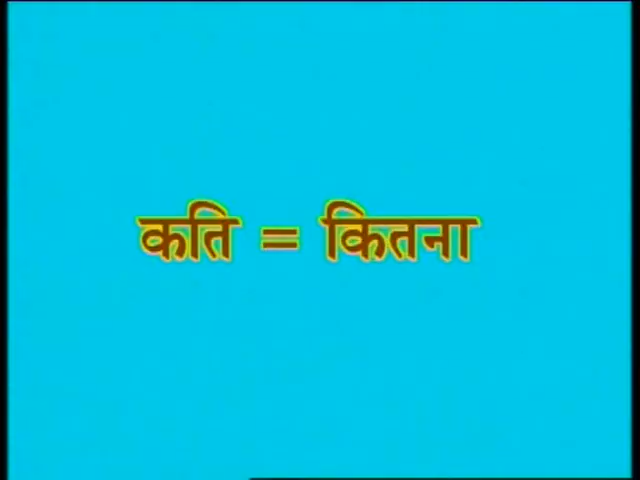 कति = कितना